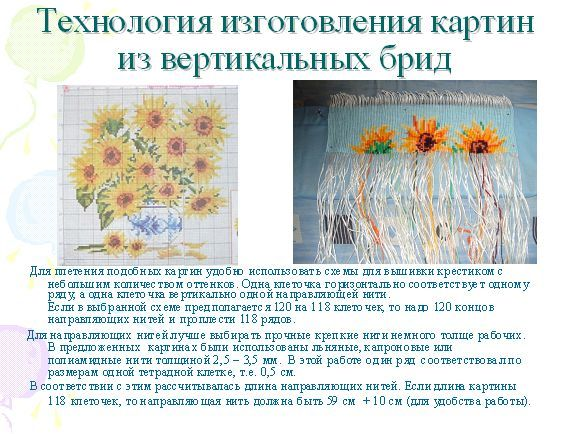 Технология изготовления картин
из вертикальных брид
Для плетения подобных картин удобно использовать схемы для вышивки крестиком с
небольшим количеством оттенков. Одна клеточка горизонтально соответствует одному
ряду, а одна клеточка вертикально одной направляющей нити.
Если в выбранной схеме предполагается 120 на 118 клеточек, то надо 120 концов
направляющих нитей и проплести 118 рядов.
Для направляющих нитей лучше выбирать прочные крепкие нити немного толще рабочих.
В предложенных картинах были использованы льняные, капроновые или
полиамидные нити толщиной 2,5 – 3,5 мм. В этой работе один ряд соответствовал по
размерам одной тетрадной клетке, т.е. 0,5 см.
В соответствии с этим рассчитывалась длина направляющих нитей. Если длина картины
118 клеточек, то направляющая нить должна быть 59 см + 10 см (для удобства работы).